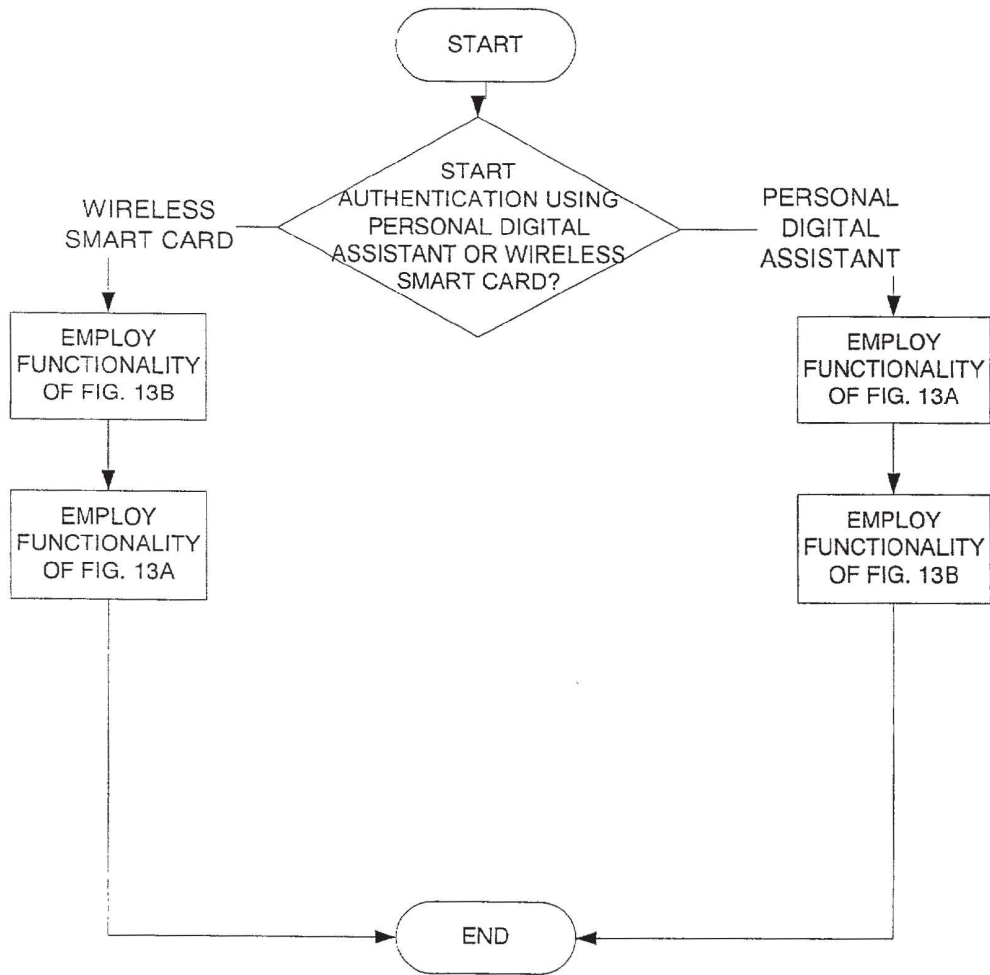 START
START
AUTHENTICATION USING
PERSONAL DIGITAL
ASSISTANT OR WIRELESS
SMART CARD?
WIRELESS
SMART CARD
PERSONAL
DIGITAL
ASSISTANT
EMPLOY
FUNCTIONALITY
OF FIG. 13B
EMPLOY
FUNCTIONALITY
OF FIG. 13A
EMPLOY
FUNCTIONALITY
OF FIG. 13A
EMPLOY
FUNCTIONALITY
OF FIG. 13B
END